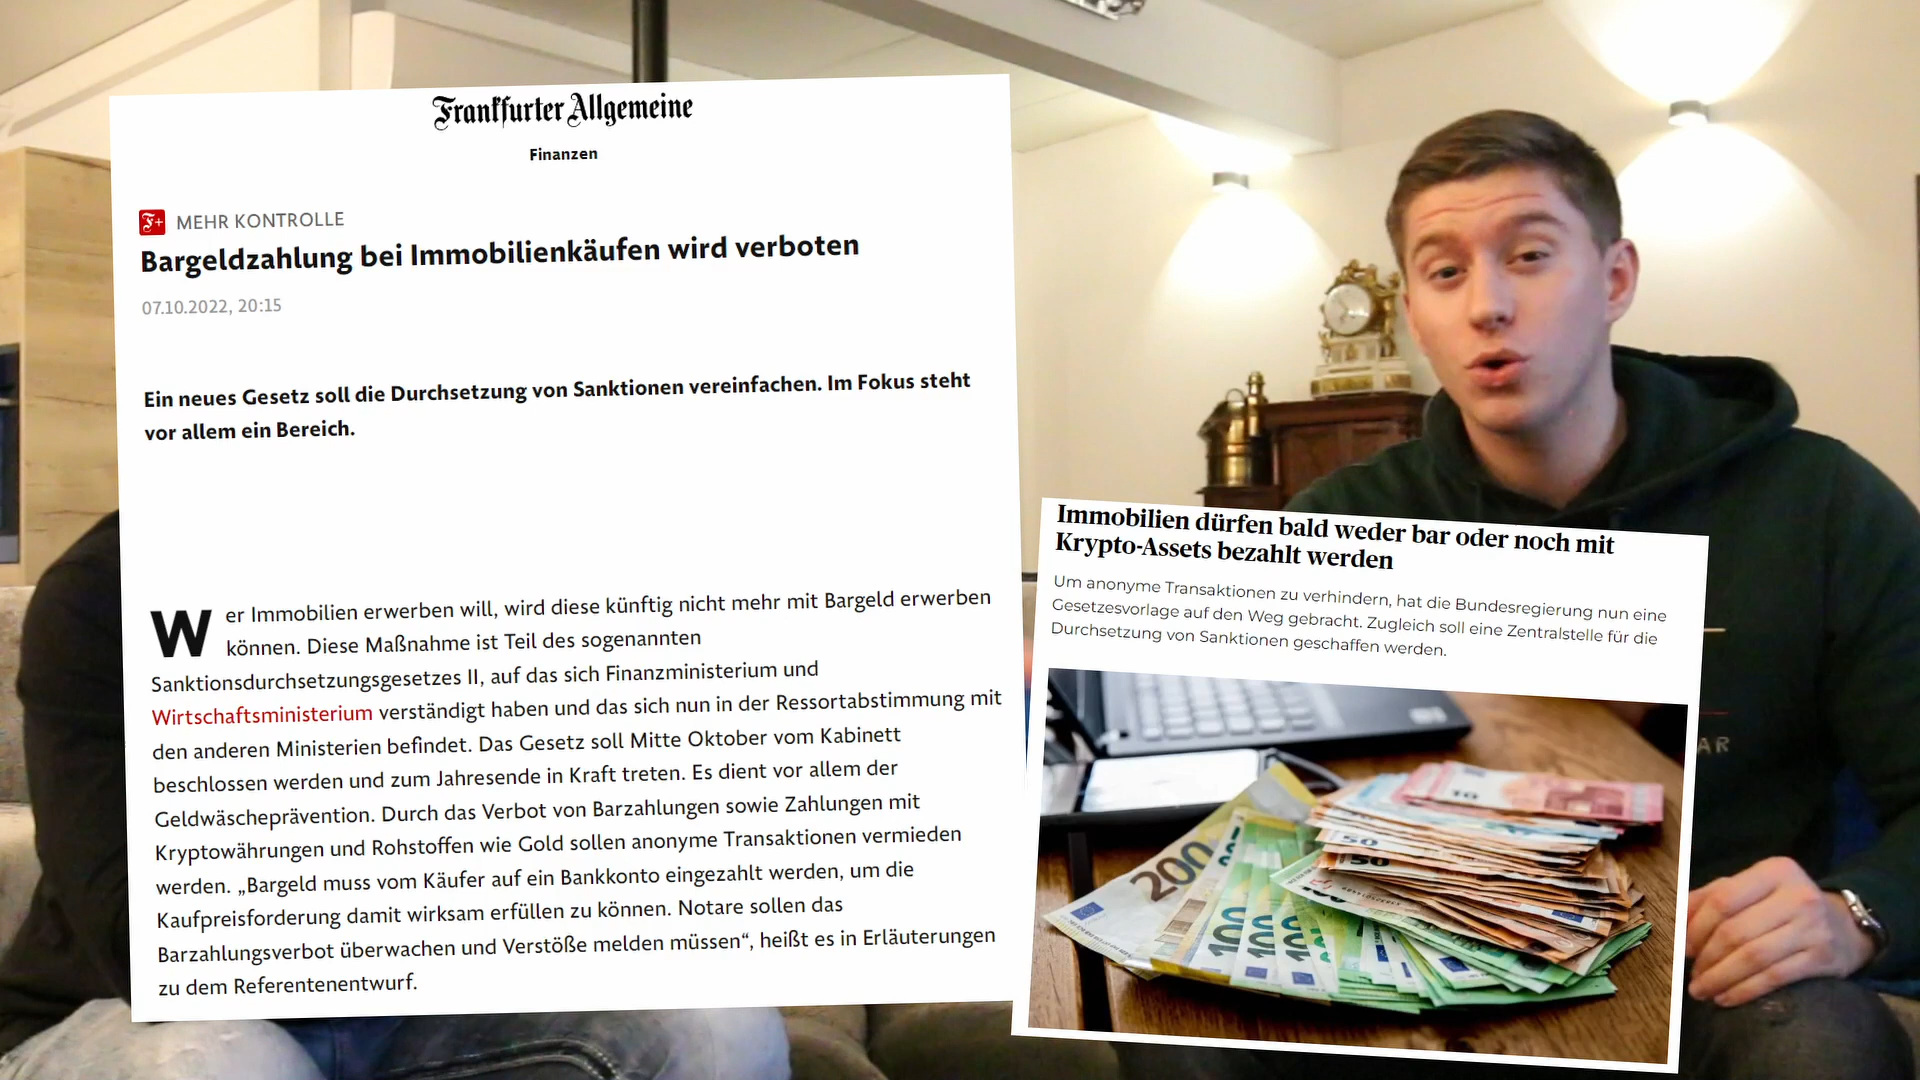 Frankfurter Allgemeine
Finanzen
F+ MEHR KONTROLLE
Bargeldzahlung bei Immobilienkäufen wird verboten
07.10.2022, 20:15
Ein neues Gesetz soll die Durchsetzung von Sanktionen vereinfachen. Im Fokus steht
vor allem ein Bereich.
Wer Immobilien erwerben will, wird diese künftig nicht mehr mit Bargeld erwerben
können. Diese Maßnahme ist Teil des sogenannten
Sanktionsdurchsetzungsgesetzes II, auf das sich Finanzministerium und
Wirtschaftsministerium verständigt haben und das sich nun in der Ressortabstimmung mit
den anderen Ministerien befindet. Das Gesetz soll Mitte Oktober vom Kabinett
beschlossen werden und zum Jahresende in Kraft treten. Es dient vor allem der
Geldwäscheprävention. Durch das Verbot von Barzahlungen sowie Zahlungen mit
Kryptowährungen und Rohstoffen wie Gold sollen anonyme Transaktionen vermieden
werden. „Bargeld muss vom Käufer auf ein Bankkonto eingezahlt werden, um die
Kaufpreisforderung damit wirksam erfüllen zu können. Notare sollen das
Barzahlungsverbot überwachen und Verstöße melden müssen“, heißt es in Erläuterungen
zu dem Referentenentwurf.
Immobilien dürfen bald weder bar oder noch mit
Krypto-Assets bezahlt werden
Um anonyme Transaktionen zu verhindern, hat die Bundesregierung nun eine
Gesetzesvorlage auf den Weg gebracht. Zugleich soll eine Zentralstelle für die
Durchsetzung von Sanktionen geschaffen werden.
AR
10
50
50
200
100
100
100